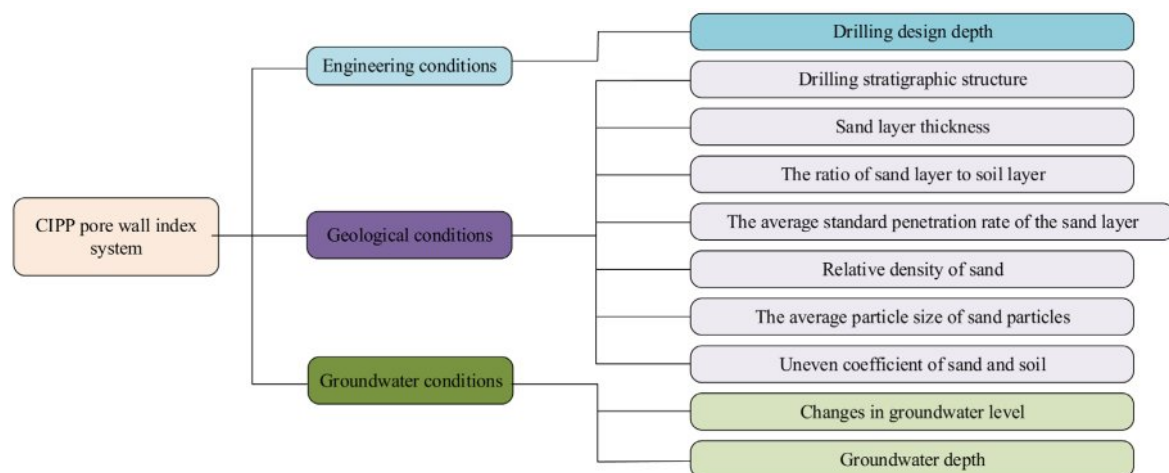 CIPP pore wall index
system
Engineering conditions
Geological conditions
Groundwater conditions
Drilling design depth
Drilling stratigraphic structure
Sand layer thickness
The ratio of sand layer to soil layer
The average standard penetration rate of the sand layer
Relative density of sand
The average particle size of sand particles
Uneven coefficient of sand and soil
Changes in groundwater level
Groundwater depth